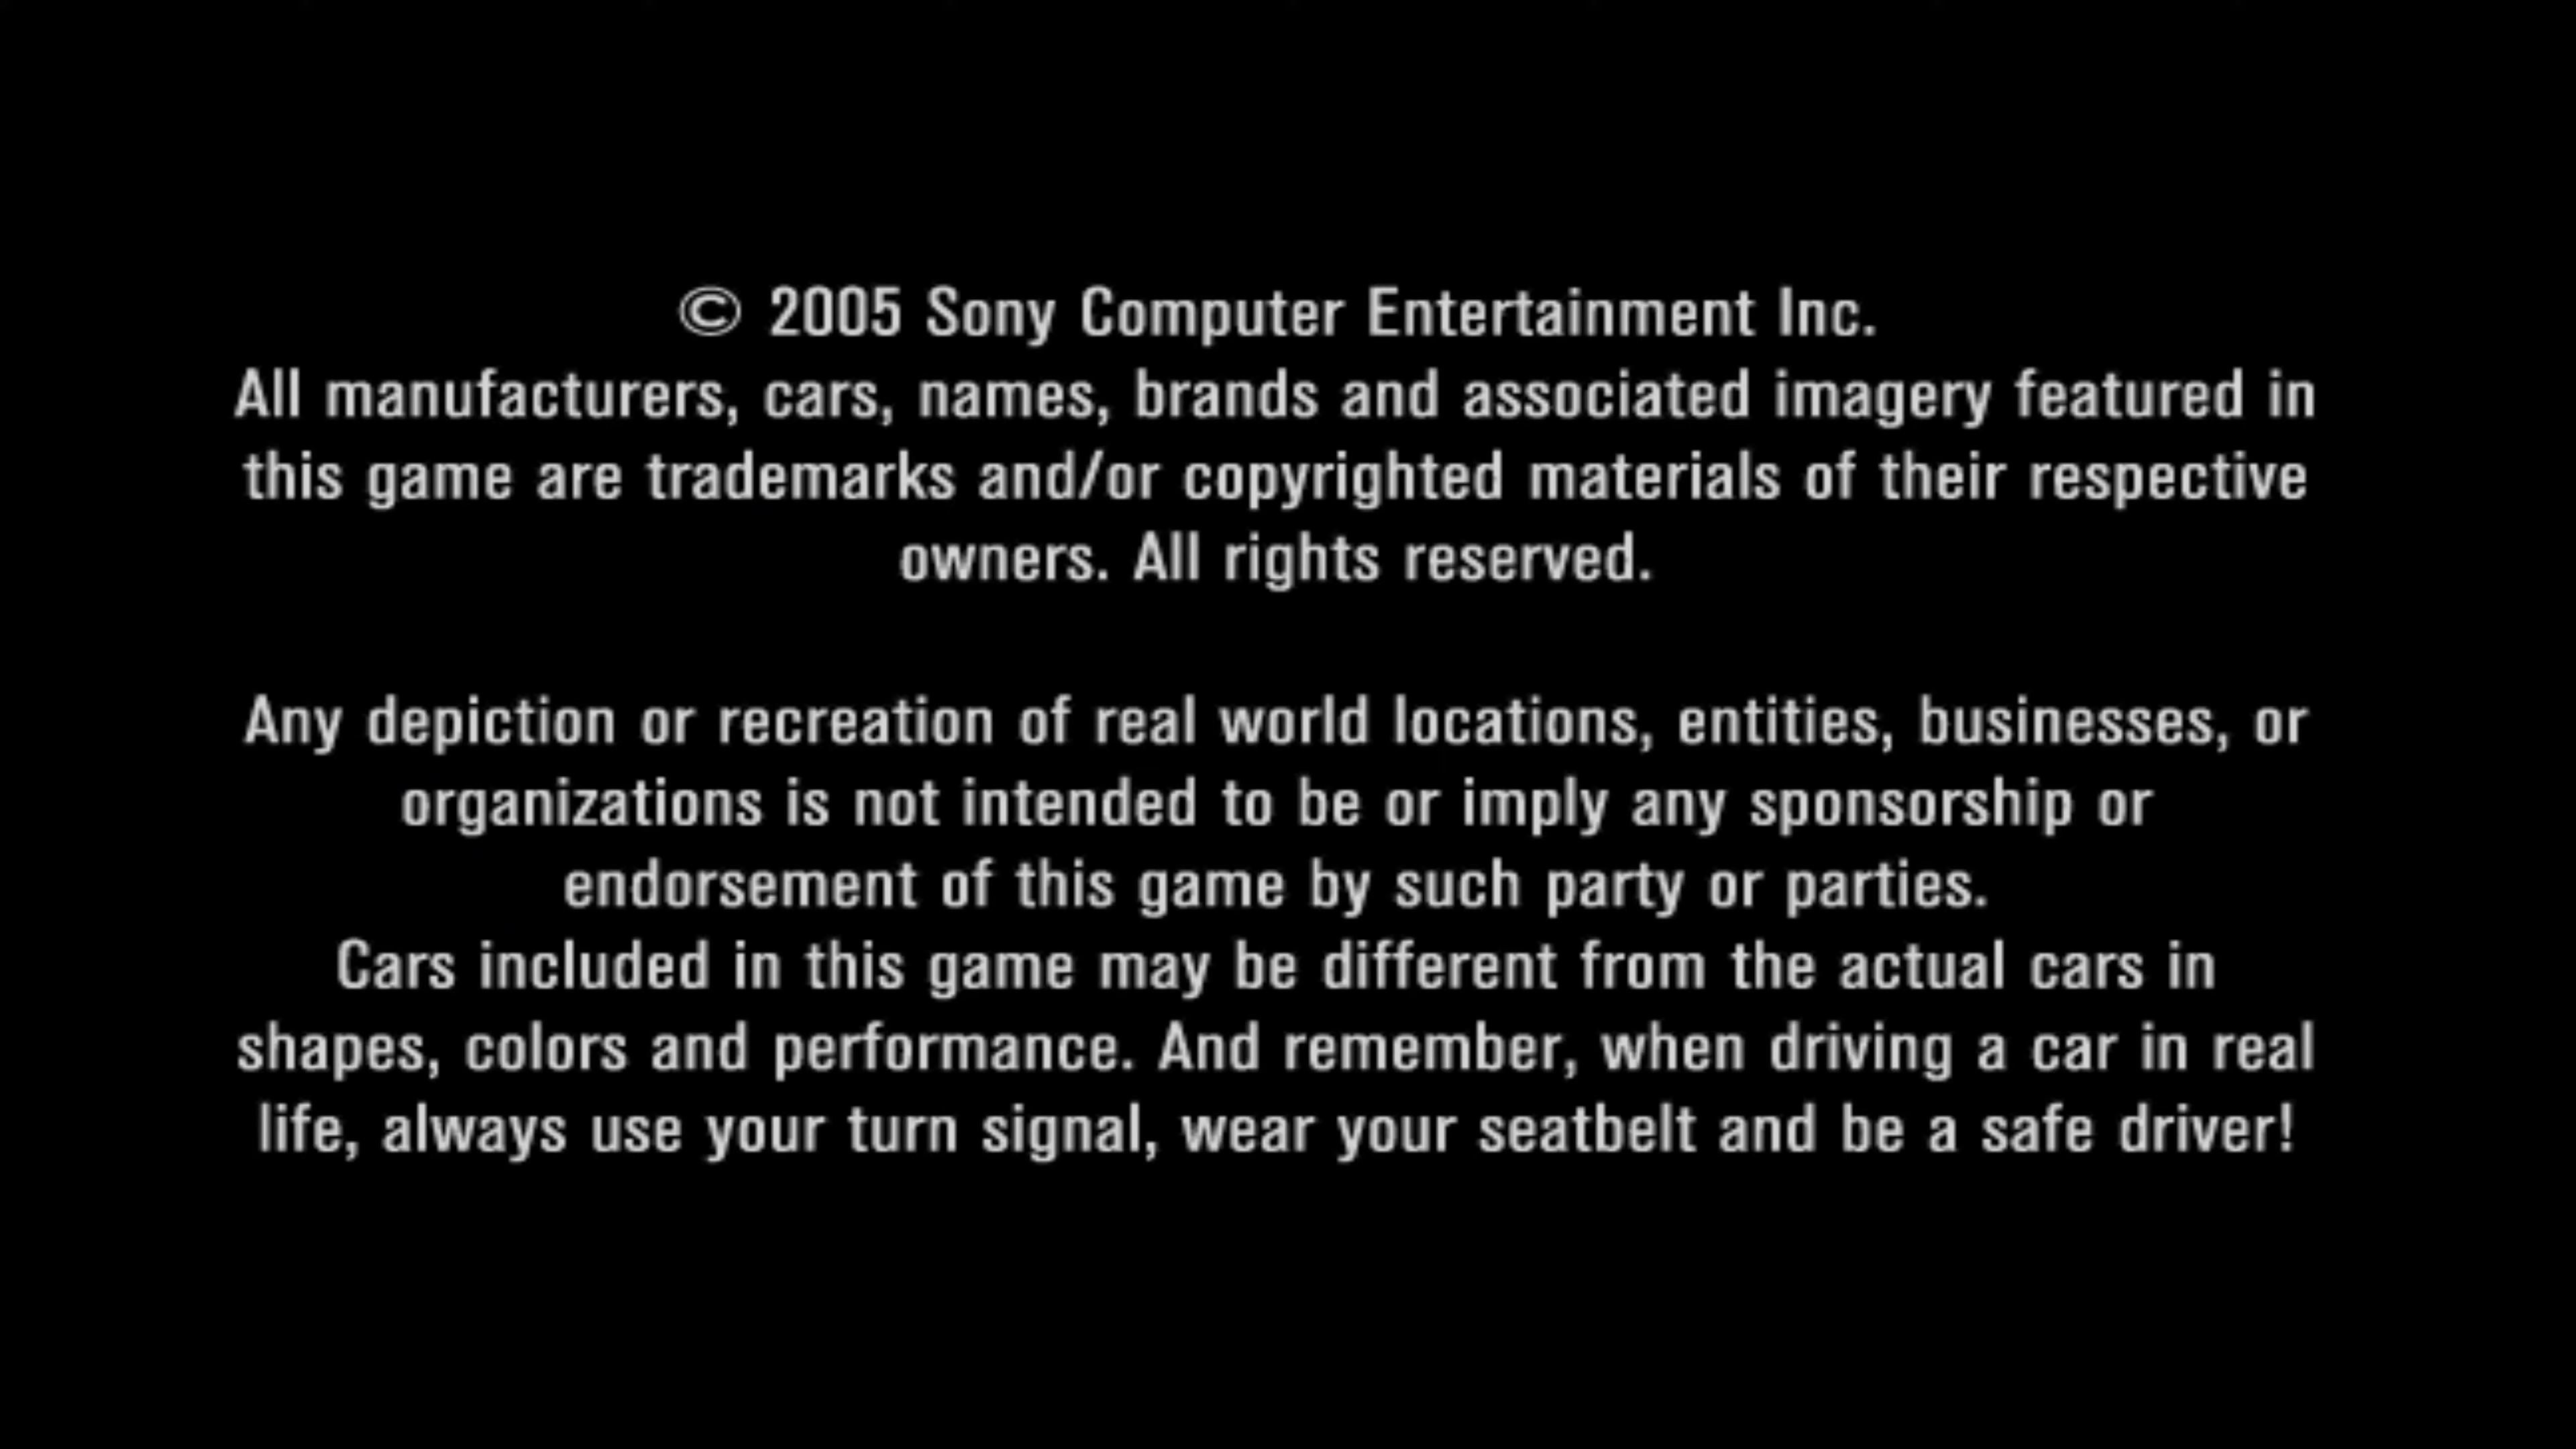 © 2005 Sony Computer Entertainment Inc.
All manufacturers, cars, names, brands and associated imagery featured in
this game are trademarks and/or copyrighted materials of their respective
owners. All rights reserved.
Any depiction or recreation of real world locations, entities, businesses, or
organizations is not intended to be or imply any sponsorship or
endorsement of this game by such party or parties.
Cars included in this game may be different from the actual cars in
shapes, colors and performance. And remember, when driving a car in real
life, always use your turn signal, wear your seatbelt and be a safe driver!